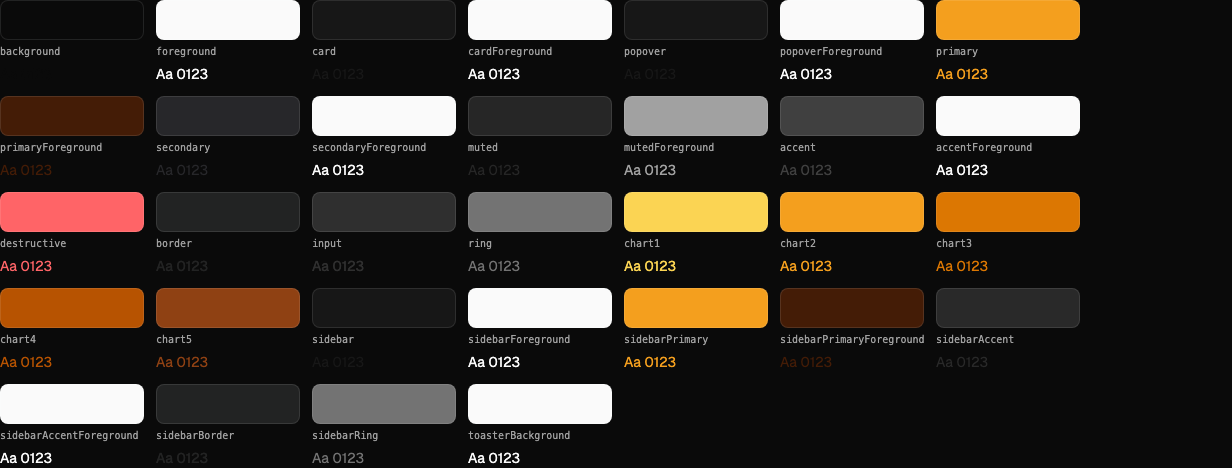 background foreground card cardForeground popover popoverForeground primary
Aa 0123 Aa 0123 Aa 0123 Aa 0123 Aa 0123 Aa 0123
primaryForeground secondary secondaryForeground muted mutedForeground accent accentForeground
Aa 0123 Aa 0123 Aa 0123 Aa 0123 Aa 0123 Aa 0123 Aa 0123
destructive border input ring chart1 chart2 chart3
Aa 0123 Aa 0123 Aa 0123 Aa 0123 Aa 0123 Aa 0123 Aa 0123
chart4 chart5 sidebar sidebarForeground sidebarPrimary sidebarPrimaryForeground sidebarAccent
Aa 0123 Aa 0123 Aa 0123 Aa 0123 Aa 0123 Aa 0123 Aa 0123
sidebarAccentForeground sidebarBorder sidebarRing toasterBackground
Aa 0123 Aa 0123 Aa 0123 Aa 0123